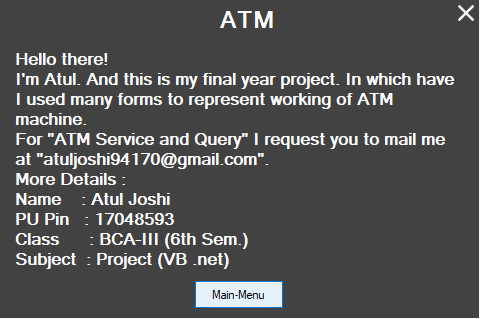 ATM
Hello there!
I'm Atul. And this is my final year project. In which have
I used many forms to represent working of ATM
machine.
For "ATM Service and Query" I request you to mail me
at "atuljoshi94170@gmail.com".
More Details :
Name : Atul Joshi
PU Pin : 17048593
Class : BCA-III (6th Sem.)
Subject : Project (VB .net)
Main-Menu